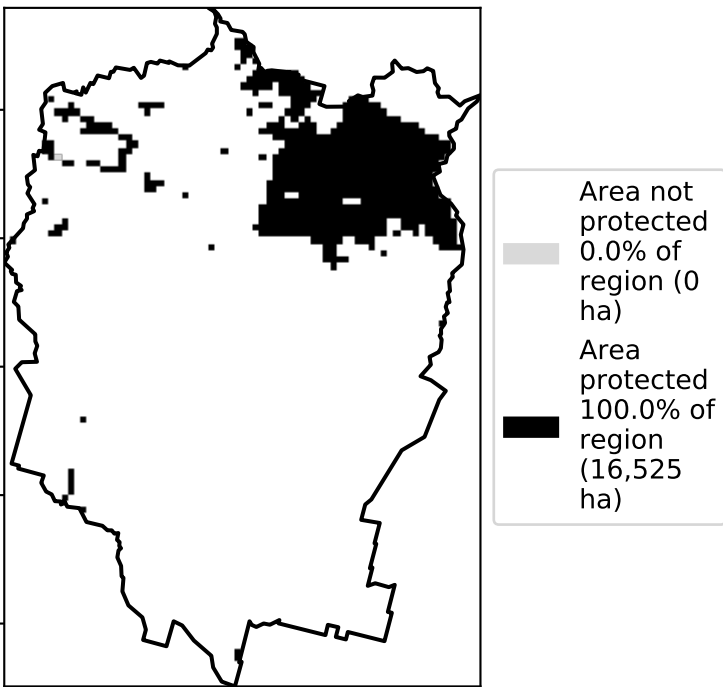 Area not
protected
0.0% of
region (0
ha)
Area
protected
100.0% of
region
(16,525
ha)